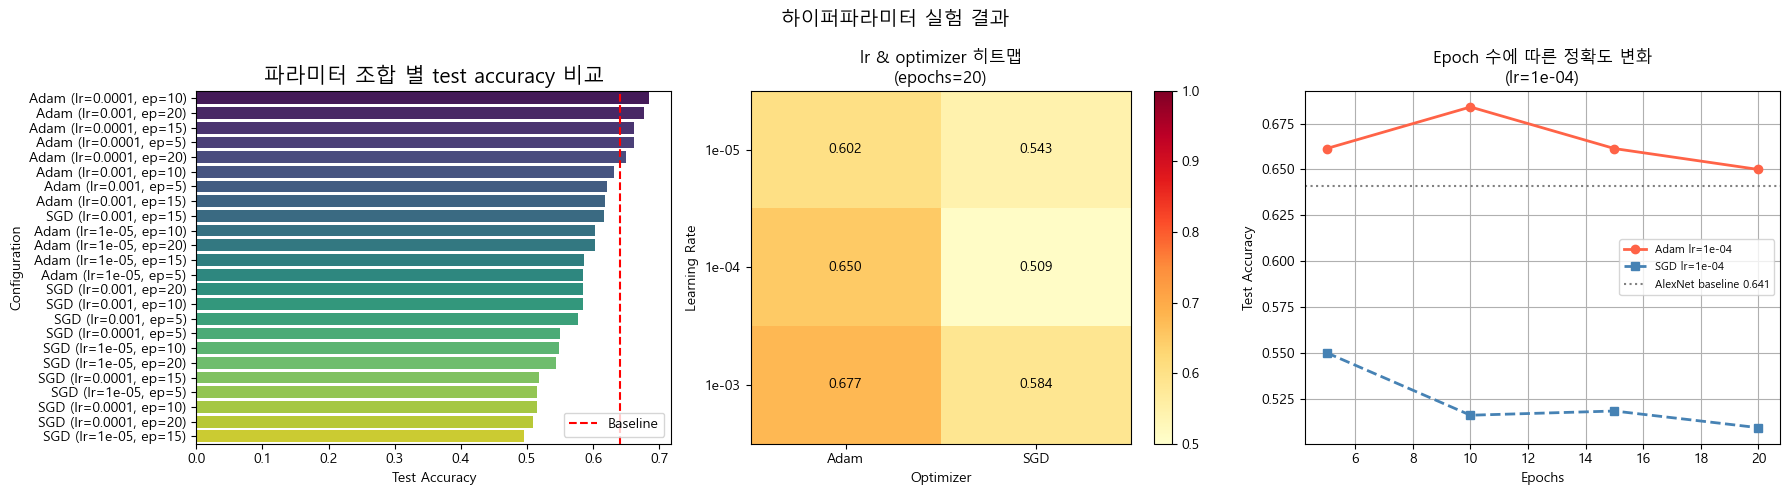 하이퍼파라미터 실험 결과
파라미터 조합 별 test accuracy 비교
Configuration
Adam (lr=0.0001, ep=10)
Adam (lr=0.001, ep=20)
Adam (lr=0.0001, ep=15)
Adam (lr=0.0001, ep=5)
Adam (lr=0.0001, ep=20)
Adam (lr=0.001, ep=10)
Adam (lr=0.001, ep=5)
Adam (lr=0.001, ep=15)
SGD (lr=0.001, ep=15)
Adam (lr=1e-05, ep=10)
Adam (lr=1e-05, ep=20)
Adam (lr=1e-05, ep=15)
Adam (lr=1e-05, ep=5)
SGD (lr=0.001, ep=20)
SGD (lr=0.001, ep=10)
SGD (lr=0.001, ep=5)
SGD (lr=0.0001, ep=5)
SGD (lr=1e-05, ep=10)
SGD (lr=1e-05, ep=20)
SGD (lr=0.0001, ep=15)
SGD (lr=1e-05, ep=5)
SGD (lr=0.0001, ep=10)
SGD (lr=0.0001, ep=20)
SGD (lr=1e-05, ep=15)
Baseline
0.0 0.1 0.2 0.3 0.4 0.5 0.6 0.7
Test Accuracy
lr & optimizer 히트맵
(epochs=20)
Learning Rate
1e-05 0.602 0.543
1e-04 0.650 0.509
1e-03 0.677 0.584
Adam SGD
Optimizer
1.0
0.9
0.8
0.7
0.6
0.5
Epoch 수에 따른 정확도 변화
(lr=1e-04)
Test Accuracy
0.675
0.650
0.625
0.600
0.575
0.550
0.525
Adam lr=1e-04
SGD lr=1e-04
AlexNet baseline 0.641
6 8 10 12 14 16 18 20
Epochs